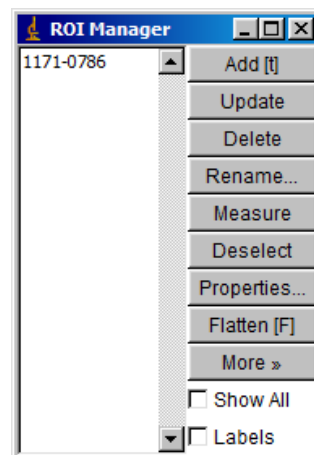 ROI Manager
1171-0786
Add [t]
Update
Delete
Rename...
Measure
Deselect
Properties...
Flatten [F]
More »
Show All
Labels